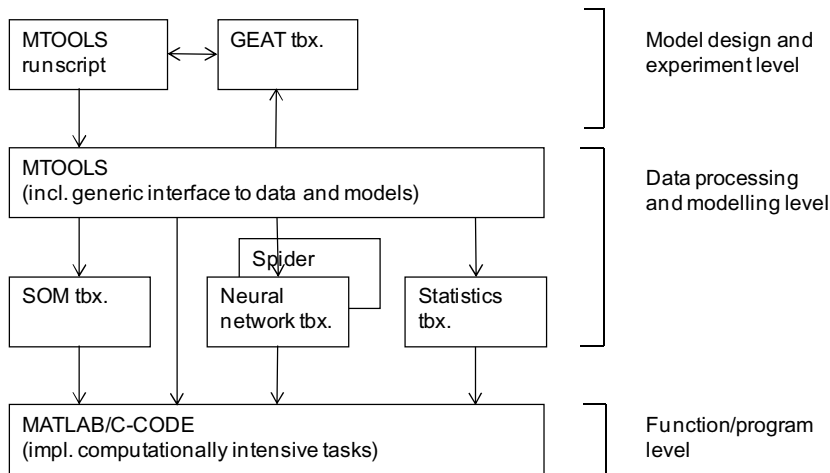 MTOOLS
runscript
GEAT tbx.
Model design and
experiment level
MTOOLS
(incl. generic interface to data and models)
Data processing
and modelling level
Spider
SOM tbx.
Neural
network tbx.
Statistics
tbx.
MATLAB/C-CODE
(impl. computationally intensive tasks)
Function/program
level